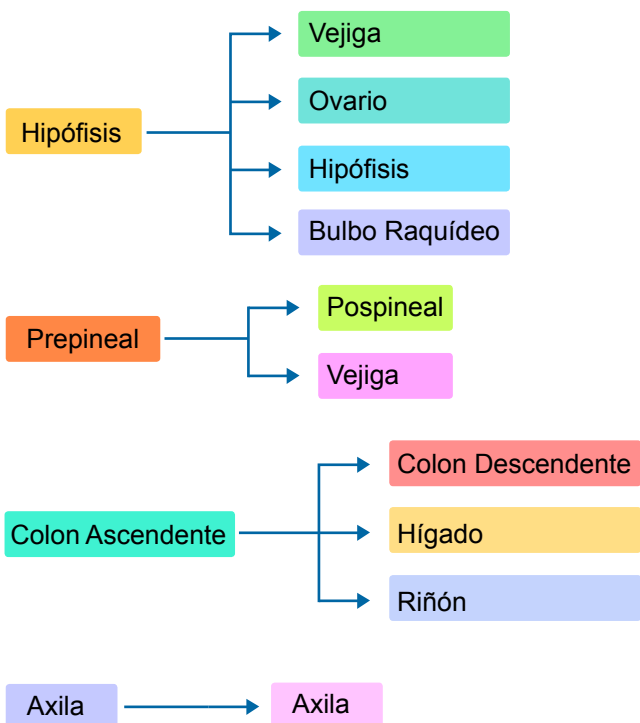 Hipófisis
Vejiga
Ovario
Hipófisis
Bulbo Raquídeo
Prepineal
Pospineal
Vejiga
Colon Ascendente
Colon Descendente
Hígado
Riñón
Axila
Axila